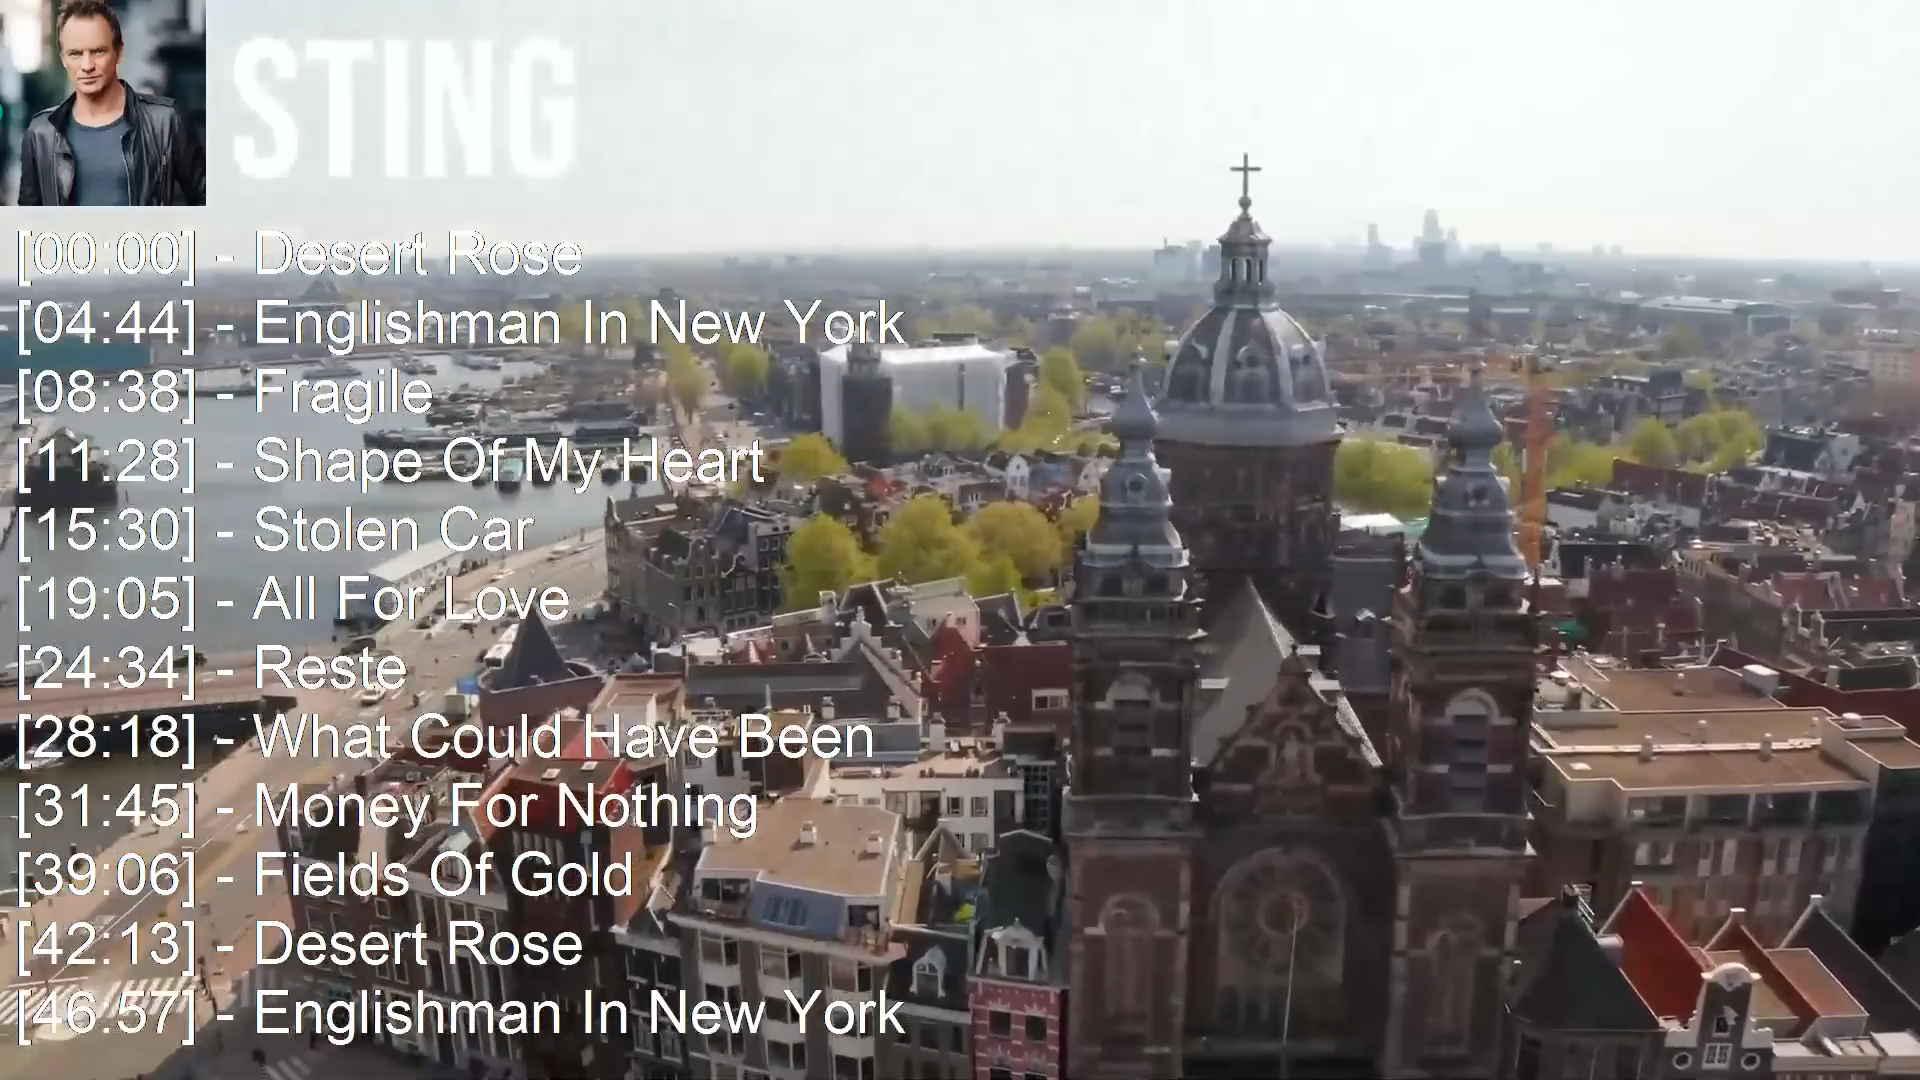 STING
[00:00] - Desert Rose
[04:44] - Englishman In New York
[08:38] - Fragile
[11:28] - Shape Of My Heart
[15:30] - Stolen Car
[19:05] - All For Love
[24:34] - Reste
[28:18] - What Could Have Been
[31:45] - Money For Nothing
[39:06] - Fields Of Gold
[42:13] - Desert Rose
[46:57] - Englishman In New York